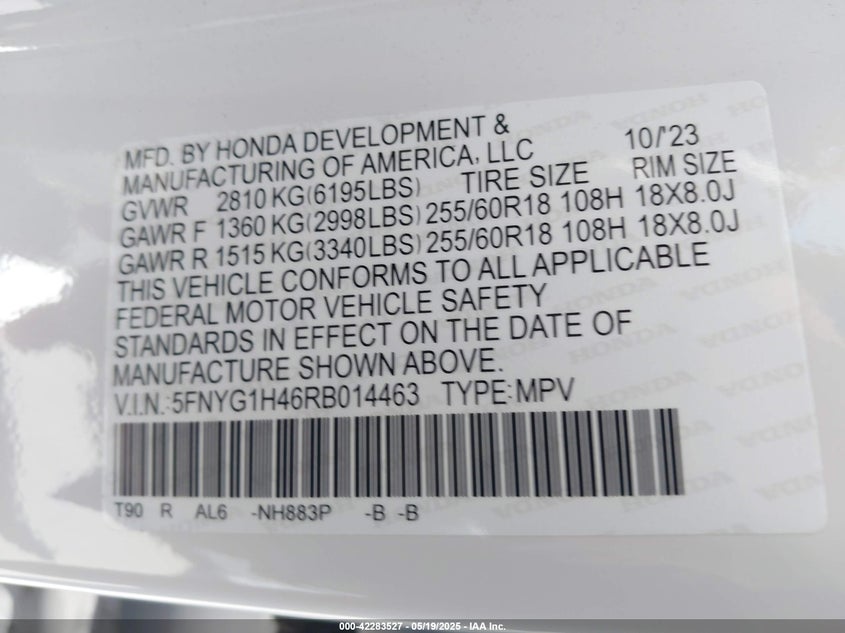 MFD. BY HONDA DEVELOPMENT &
MANUFACTURING OF AMERICA, LLC 10/'23
GVWR 2810 KG(6195LBS) TIRE SIZE RIM SIZE
GAWR F 1360 KG(2998LBS) 255/60R18 108H 18X8.0J
GAWR R 1515 KG(3340LBS) 255/60R18 108H 18X8.0J
THIS VEHICLE CONFORMS TO ALL APPLICABLE
FEDERAL MOTOR VEHICLE SAFETY
STANDARDS IN EFFECT ON THE DATE OF
MANUFACTURE SHOWN ABOVE.
V.I.N.:5FNYG1H46RB014463 TYPE:MPV
T90 R AL6 -NH883P -B -B
000-42283527 - 05/19/2025 - IAA Inc.